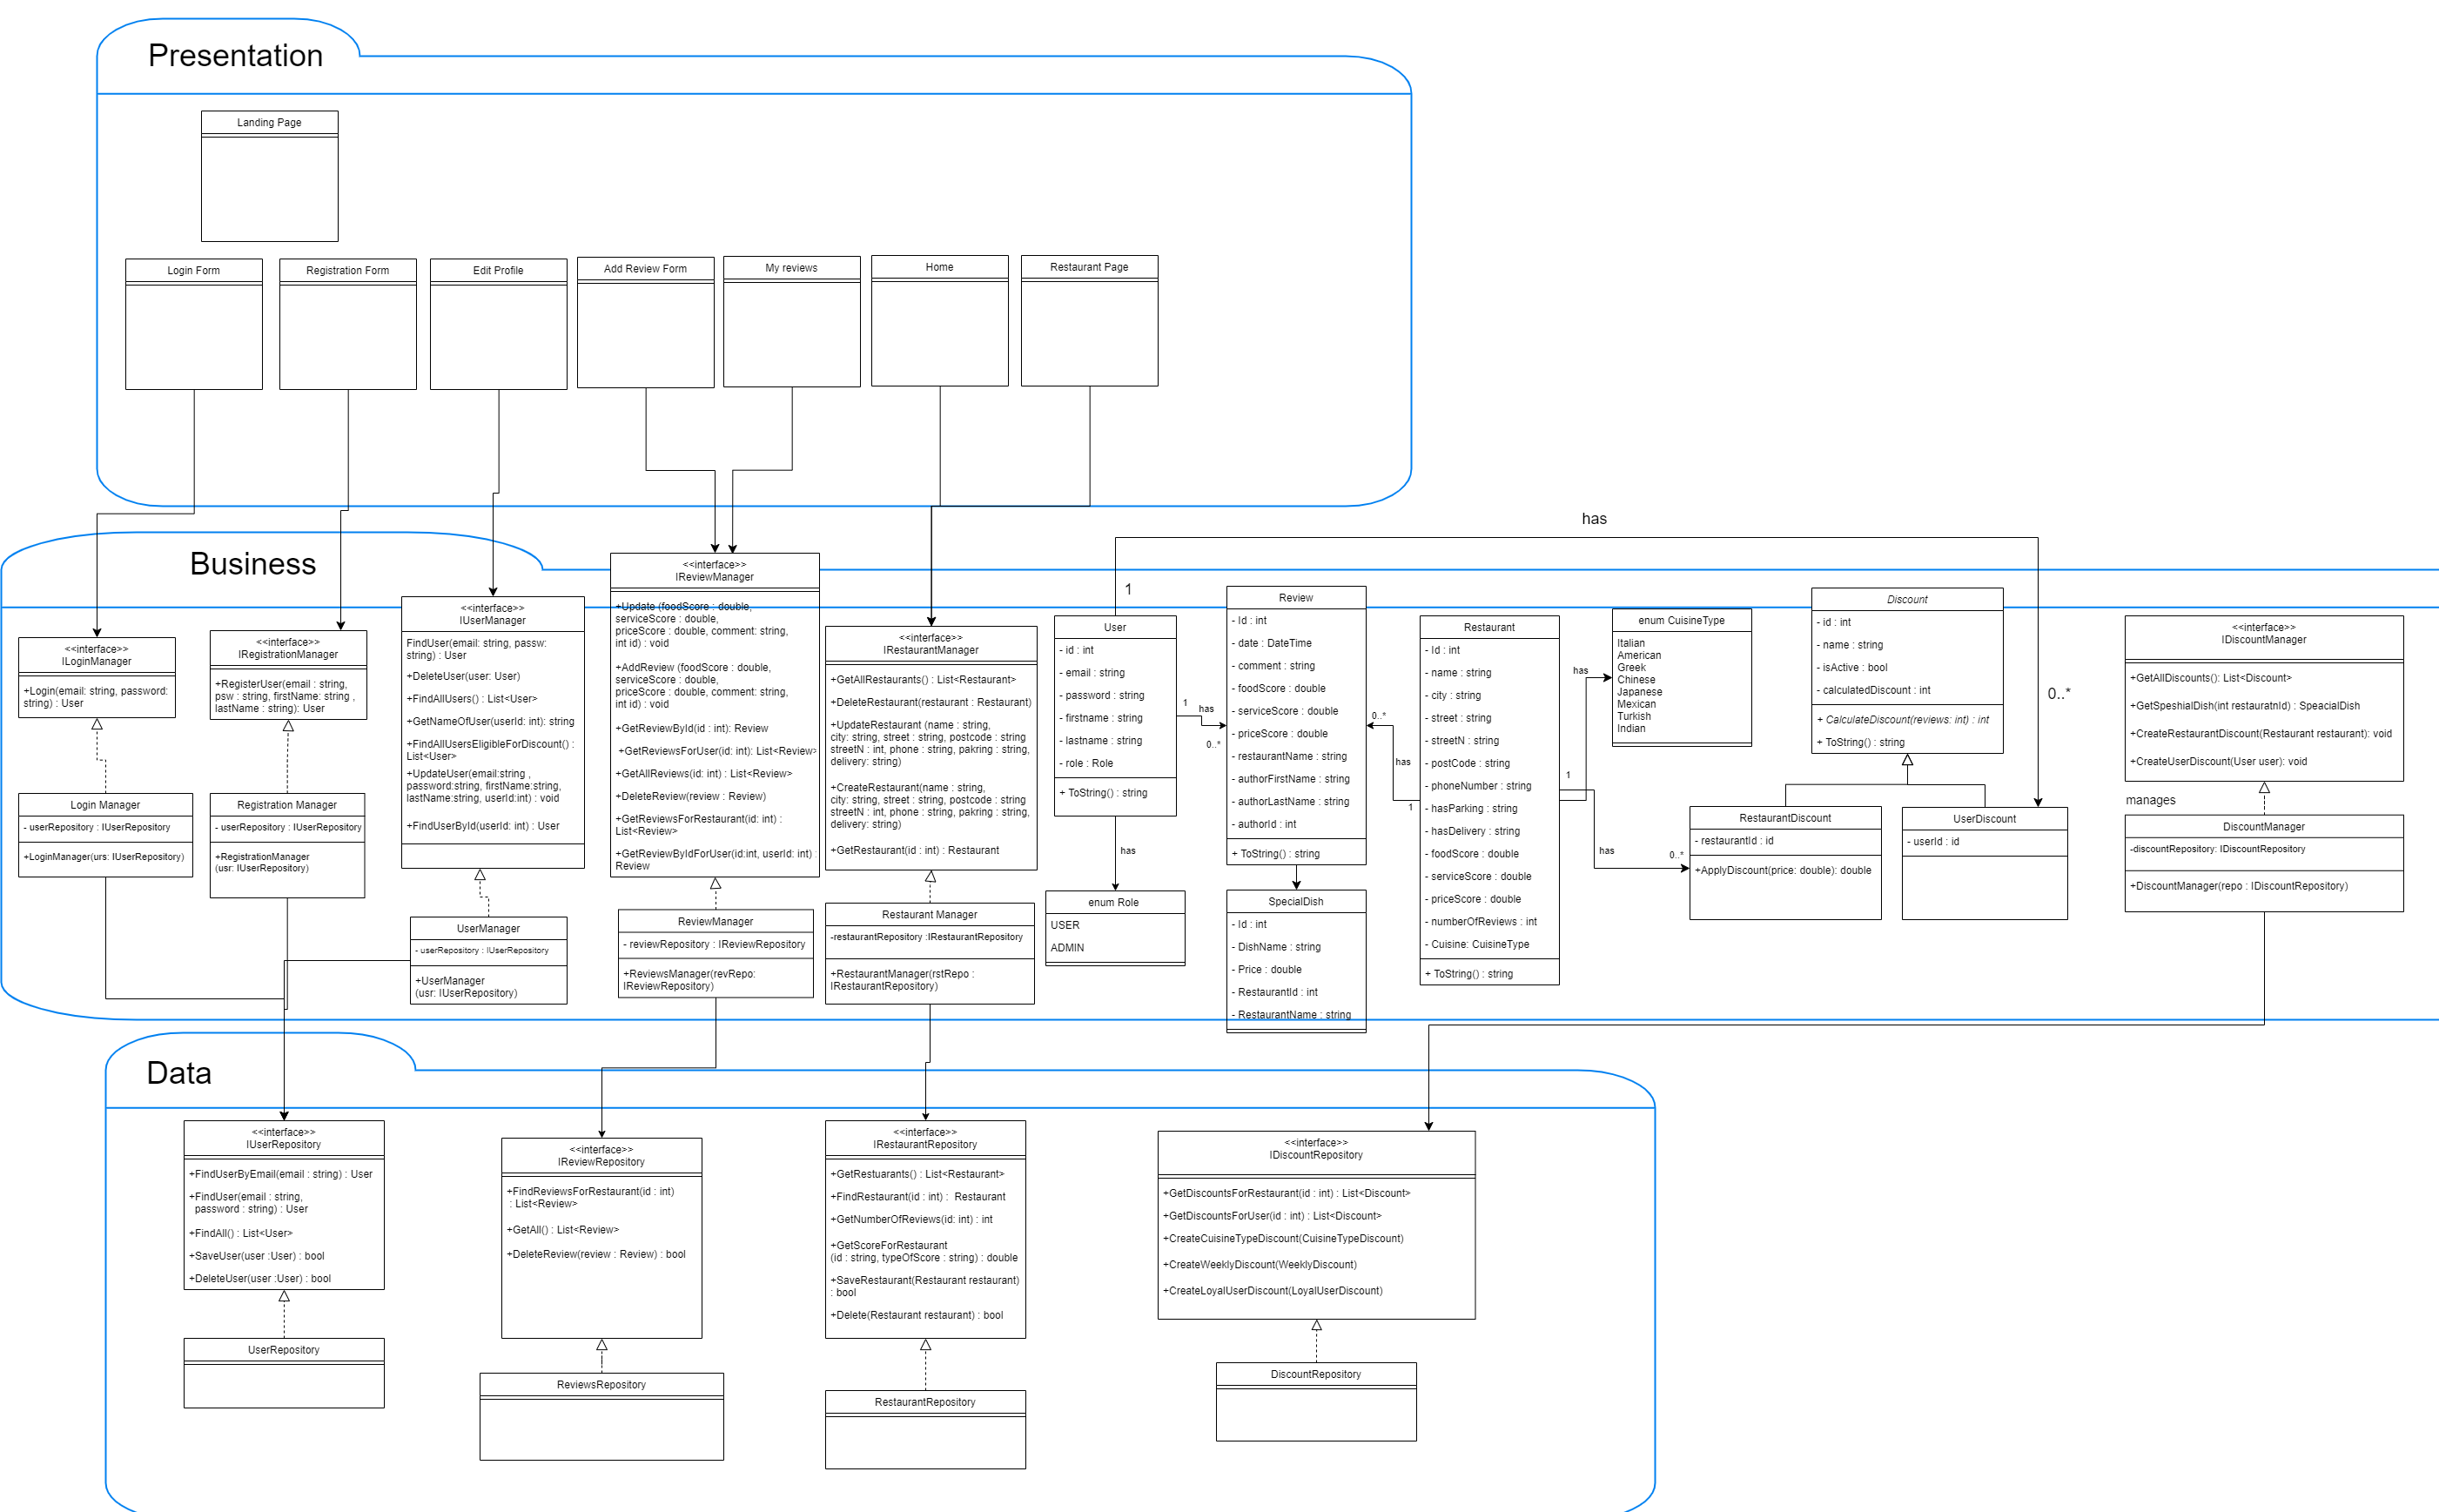 Presentation
Landing Page
Login Form
Registration Form
Edit Profile
Add Review Form
My reviews
Home
Restaurant Page
has
Business
1
0..*
<<interface>>
ILoginManager
+Login(email: string, password:
string) : User
Login Manager
- userRepository : IUserRepository
+LoginManager(urs: IUserRepository)
<<interface>>
IRegistrationManager
+RegisterUser(email : string,
psw : string, firstName: string ,
lastName : string): User
Registration Manager
- userRepository : IUserRepository
+RegistrationManager
(usr: IUserRepository)
<<interface>>
IUserManager
FindUser(email: string, passw:
string) : User
+DeleteUser(user: User)
+FindAllUsers() : List<User>
+GetNameOfUser(userId: int): string
+FindAllUsersEligibleForDiscount() :
List<User>
+UpdateUser(email:string ,
password:string, firstName:string,
lastName:string, userId:int) : void
+FindUserById(userId: int) : User
UserManager
- userRepository : IUserRepository
+UserManager
(usr: IUserRepository)
<<interface>>
IReviewManager
+Update (foodScore : double,
serviceScore : double,
priceScore : double, comment: string,
int id) : void
+AddReview (foodScore : double,
serviceScore : double,
priceScore : double, comment: string,
int id) : void
+GetReviewById(id : int): Review
+GetReviewsForUser(id: int): List<Review>
+GetAllReviews(id: int) : List<Review>
+DeleteReview(review : Review)
+GetReviewsForRestaurant(id: int) :
List<Review>
+GetReviewByIdForUser(id:int, userId: int) :
Review
ReviewManager
- reviewRepository : IReviewRepository
+ReviewsManager(revRepo:
IReviewRepository)
<<interface>>
IRestaurantManager
+GetAllRestaurants() : List<Restaurant>
+DeleteRestaurant(restaurant : Restaurant)
+UpdateRestaurant (name : string,
city: string, street : string, postcode : string
streetN : int, phone : string, pakring : string,
delivery: string)
+CreateRestaurant(name : string,
city: string, street : string, postcode : string
streetN : int, phone : string, pakring : string,
delivery: string)
+GetRestaurant(id : int) : Restaurant
Restaurant Manager
-restaurantRepository :IRestaurantRepository
+RestaurantManager(rstRepo :
IRestaurantRepository)
User
- id : int
- email : string
- password : string
- firstname : string
- lastname : string
- role : Role
+ ToString() : string
has
enum Role
USER
ADMIN
1
has
0..*
Review
- Id : int
- date : DateTime
- comment : string
- foodScore : double
- serviceScore : double
- priceScore : double
- restaurantName : string
- authorFirstName : string
- authorLastName : string
- authorId : int
+ ToString() : string
SpecialDish
- Id : int
- DishName : string
- Price : double
- RestaurantId : int
- RestaurantName : string
0..*
has
1
Restaurant
- Id : int
- name : string
- city : string
- street : string
- streetN : string
- postCode : string
- phoneNumber : string
- hasParking : string
- hasDelivery : string
- foodScore : double
- serviceScore : double
- priceScore : double
- numberOfReviews : int
- Cuisine: CuisineType
+ ToString() : string
has
1
has
0..*
enum CuisineType
Italian
American
Greek
Chinese
Japanese
Mexican
Turkish
Indian
Discount
- id : int
- name : string
- isActive : bool
- calculatedDiscount : int
+ CalculateDiscount(reviews: int) : int
+ ToString() : string
RestaurantDiscount
- restaurantId : id
+ApplyDiscount(price: double): double
UserDiscount
- userId : id
<<interface>>
IDiscountManager
+GetAllDiscounts(): List<Discount>
+GetSpeshialDish(int restauratnId) : SpeacialDish
+CreateRestaurantDiscount(Restaurant restaurant): void
+CreateUserDiscount(User user): void
manages
DiscountManager
-discountRepository: IDiscountRepository
+DiscountManager(repo : IDiscountRepository)
Data
<<interface>>
IUserRepository
+FindUserByEmail(email : string) : User
+FindUser(email : string,
password : string) : User
+FindAll() : List<User>
+SaveUser(user :User) : bool
+DeleteUser(user :User) : bool
UserRepository
<<interface>>
IReviewRepository
+FindReviewsForRestaurant(id : int)
: List<Review>
+GetAll() : List<Review>
+DeleteReview(review : Review) : bool
ReviewsRepository
<<interface>>
IRestaurantRepository
+GetRestuarants() : List<Restaurant>
+FindRestaurant(id : int) : Restaurant
+GetNumberOfReviews(id: int) : int
+GetScoreForRestaurant
(id : string, typeOfScore : string) : double
+SaveRestaurant(Restaurant restaurant)
: bool
+Delete(Restaurant restaurant) : bool
RestaurantRepository
<<interface>>
IDiscountRepository
+GetDiscountsForRestaurant(id : int) : List<Discount>
+GetDiscountsForUser(id : int) : List<Discount>
+CreateCuisineTypeDiscount(CuisineTypeDiscount)
+CreateWeeklyDiscount(WeeklyDiscount)
+CreateLoyalUserDiscount(LoyalUserDiscount)
DiscountRepository